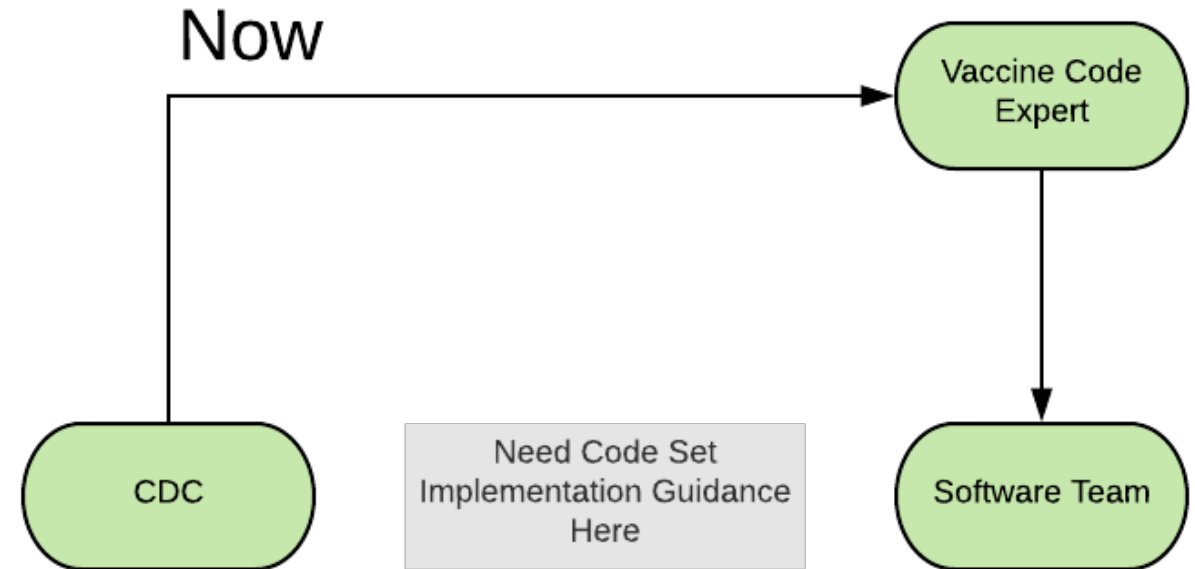 Now
Vaccine Code
Expert
CDC
Need Code Set
Implementation Guidance
Here
Software Team